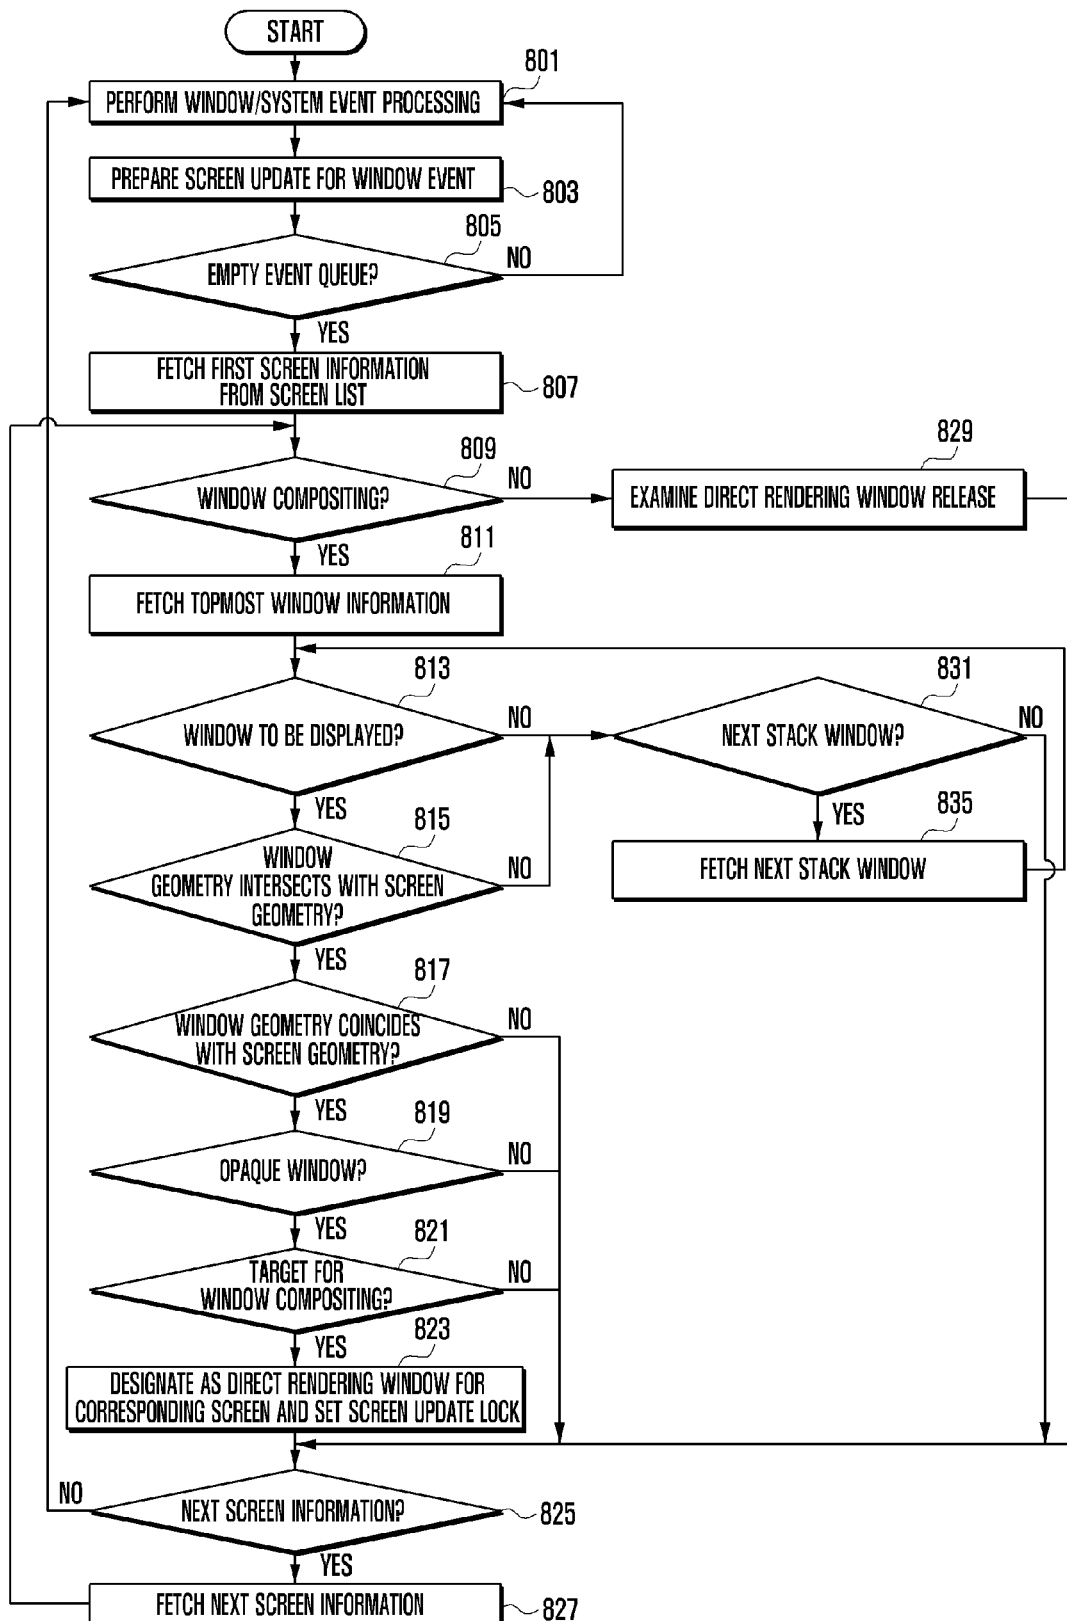 START
801
PERFORM WINDOW/SYSTEM EVENT PROCESSING
PREPARE SCREEN UPDATE FOR WINDOW EVENT
803
805
EMPTY EVENT QUEUE?
NO
YES
FETCH FIRST SCREEN INFORMATION
FROM SCREEN LIST
807
809
WINDOW COMPOSITING?
NO
829
EXAMINE DIRECT RENDERING WINDOW RELEASE
YES
811
FETCH TOPMOST WINDOW INFORMATION
813
WINDOW TO BE DISPLAYED?
NO
831
NEXT STACK WINDOW?
NO
YES
835
FETCH NEXT STACK WINDOW
YES
815
WINDOW
GEOMETRY INTERSECTS WITH SCREEN
GEOMETRY?
NO
YES
817
WINDOW GEOMETRY COINCIDES
WITH SCREEN GEOMETRY?
NO
YES
819
OPAQUE WINDOW?
NO
YES
821
TARGET FOR
WINDOW COMPOSITING?
NO
YES
823
DESIGNATE AS DIRECT RENDERING WINDOW FOR
CORRESPONDING SCREEN AND SET SCREEN UPDATE LOCK
NO
NEXT SCREEN INFORMATION?
825
YES
FETCH NEXT SCREEN INFORMATION
827